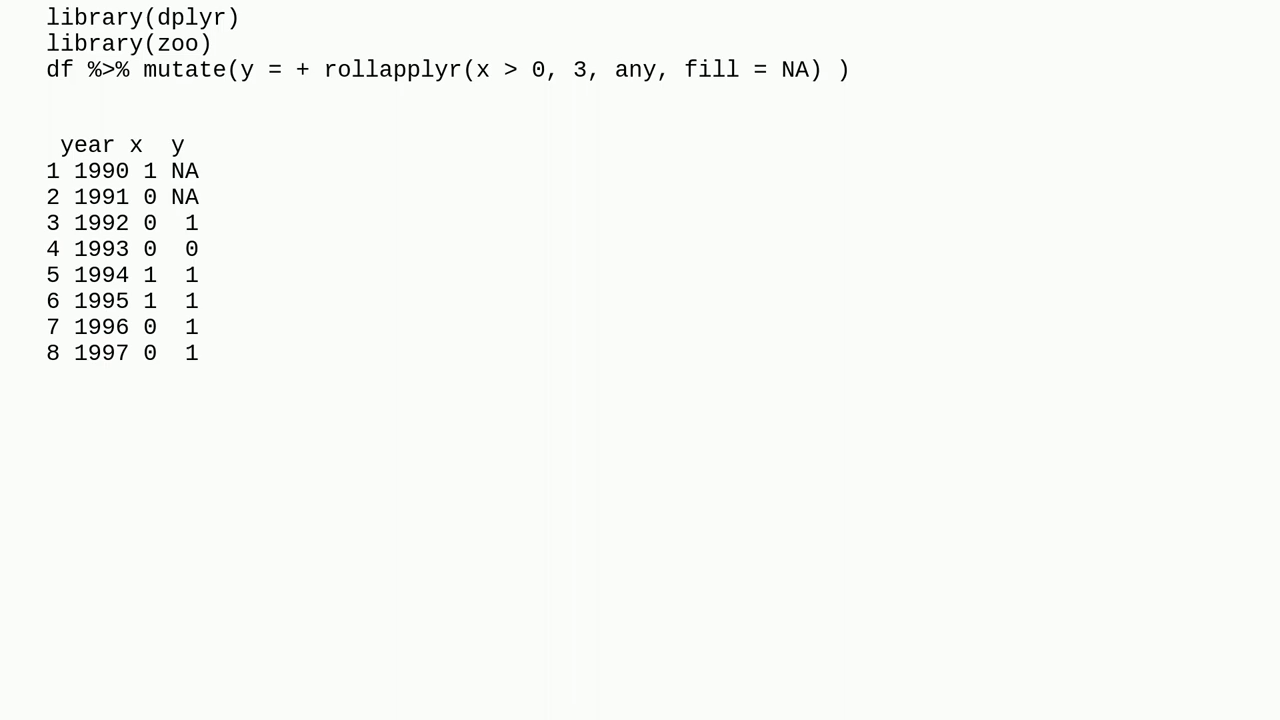 library(dplyr)
library(zoo)
df %>% mutate(y = + rollapplyr(x > 0, 3, any, fill = NA) )
year x  y
1 1990 1 NA
2 1991 0 NA
3 1992 0  1
4 1993 0  0
5 1994 1  1
6 1995 1  1
7 1996 0  1
8 1997 0  1